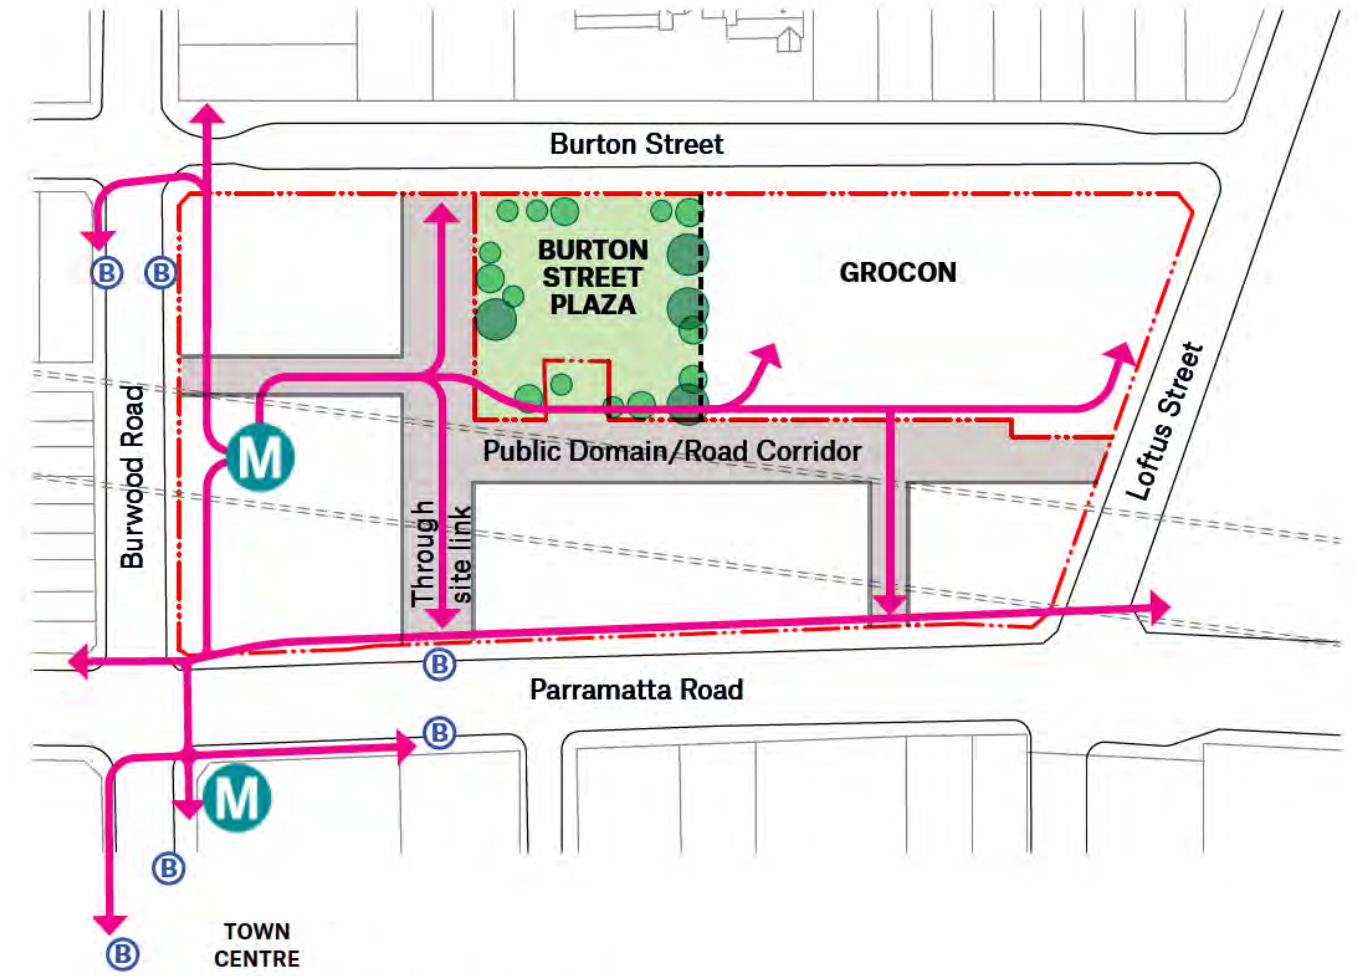 Burton Street
BURTON
STREET
PLAZA
GROCON
B
B
Burwood Road
M
Public Domain/Road Corridor
Loftus Street
Through
site link
B
Parramatta Road
B
M
B
B
TOWN
CENTRE